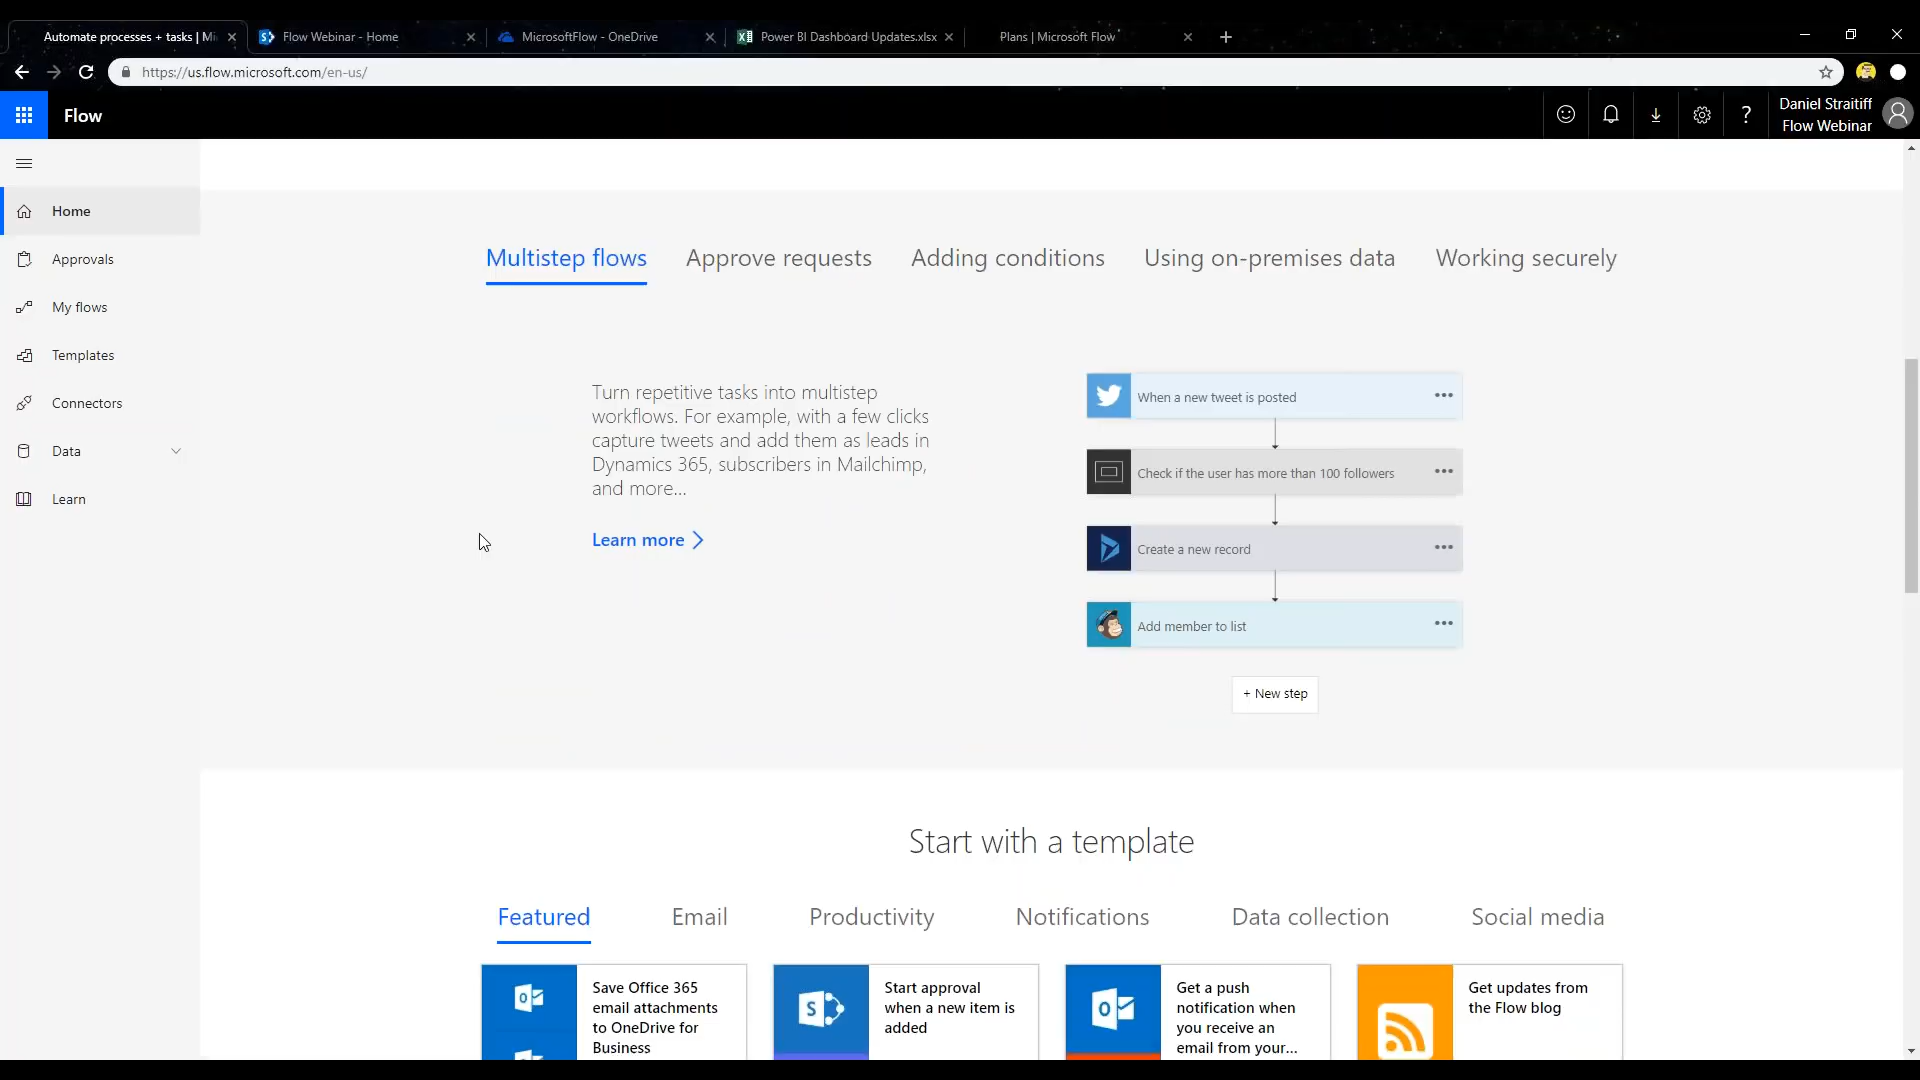 Automate processes + tasks | Mi
Flow Webinar - Home
MicrosoftFlow - OneDrive
Power BI Dashboard Updates.xlsx
Plans | Microsoft Flow
https://us.flow.microsoft.com/en-us/
Flow
Daniel Straitiff
Flow Webinar
Home
Approvals
My flows
Templates
Connectors
Data
Learn
Multistep flows
Approve requests
Adding conditions
Using on-premises data
Working securely
Turn repetitive tasks into multistep
workflows. For example, with a few clicks
capture tweets and add them as leads in
Dynamics 365, subscribers in Mailchimp,
and more...
Learn more
When a new tweet is posted
Check if the user has more than 100 followers
Create a new record
Add member to list
+ New step
Start with a template
Featured
Email
Productivity
Notifications
Data collection
Social media
Save Office 365
email attachments
to OneDrive for
Business
Start approval
when a new item is
added
Get a push
notification when
you receive an
email from your...
Get updates from
the Flow blog